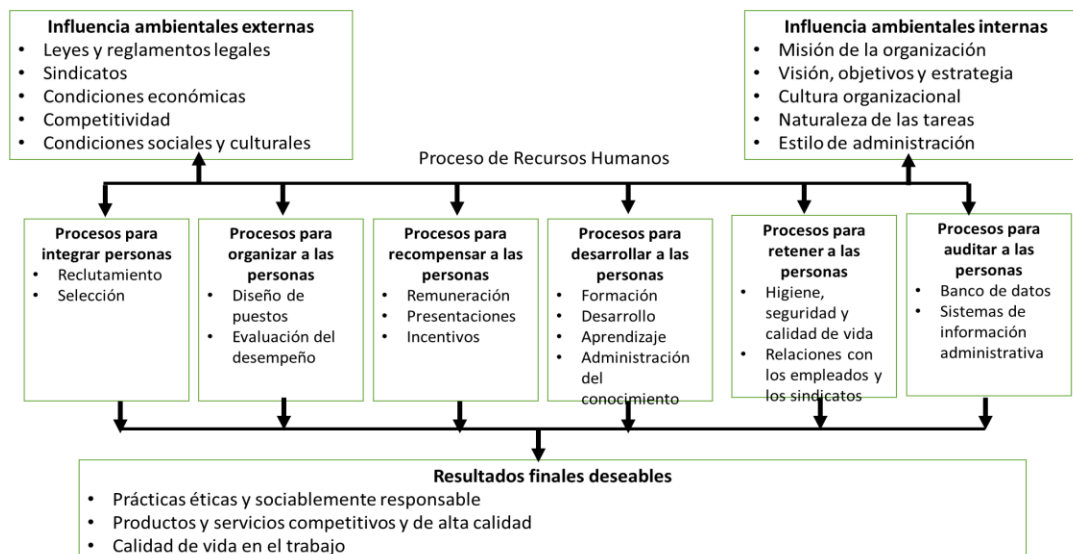 Influencia ambientales externas
• Leyes y reglamentos legales
• Sindicatos
• Condiciones económicas
• Competitividad
• Condiciones sociales y culturales
Influencia ambientales internas
• Misión de la organización
• Visión, objetivos y estrategia
• Cultura organizacional
• Naturaleza de las tareas
• Estilo de administración
Proceso de Recursos Humanos
Procesos para
integrar personas
• Reclutamiento
• Selección
Procesos para
organizar a las
personas
• Diseño de
puestos
• Evaluación del
desempeño
Procesos para
recompensar a las
personas
• Remuneración
• Presentaciones
• Incentivos
Procesos para
desarrollar a las
personas
• Formación
• Desarrollo
• Aprendizaje
• Administración
del
conocimiento
Procesos para
retener a las
personas
• Higiene,
seguridad y
calidad de vida
• Relaciones con
los empleados y
los sindicatos
Procesos para
auditar a las
personas
• Banco de datos
• Sistemas de
información
administrativa
Resultados finales deseables
• Prácticas éticas y sociablemente responsable
• Productos y servicios competitivos y de alta calidad
• Calidad de vida en el trabajo